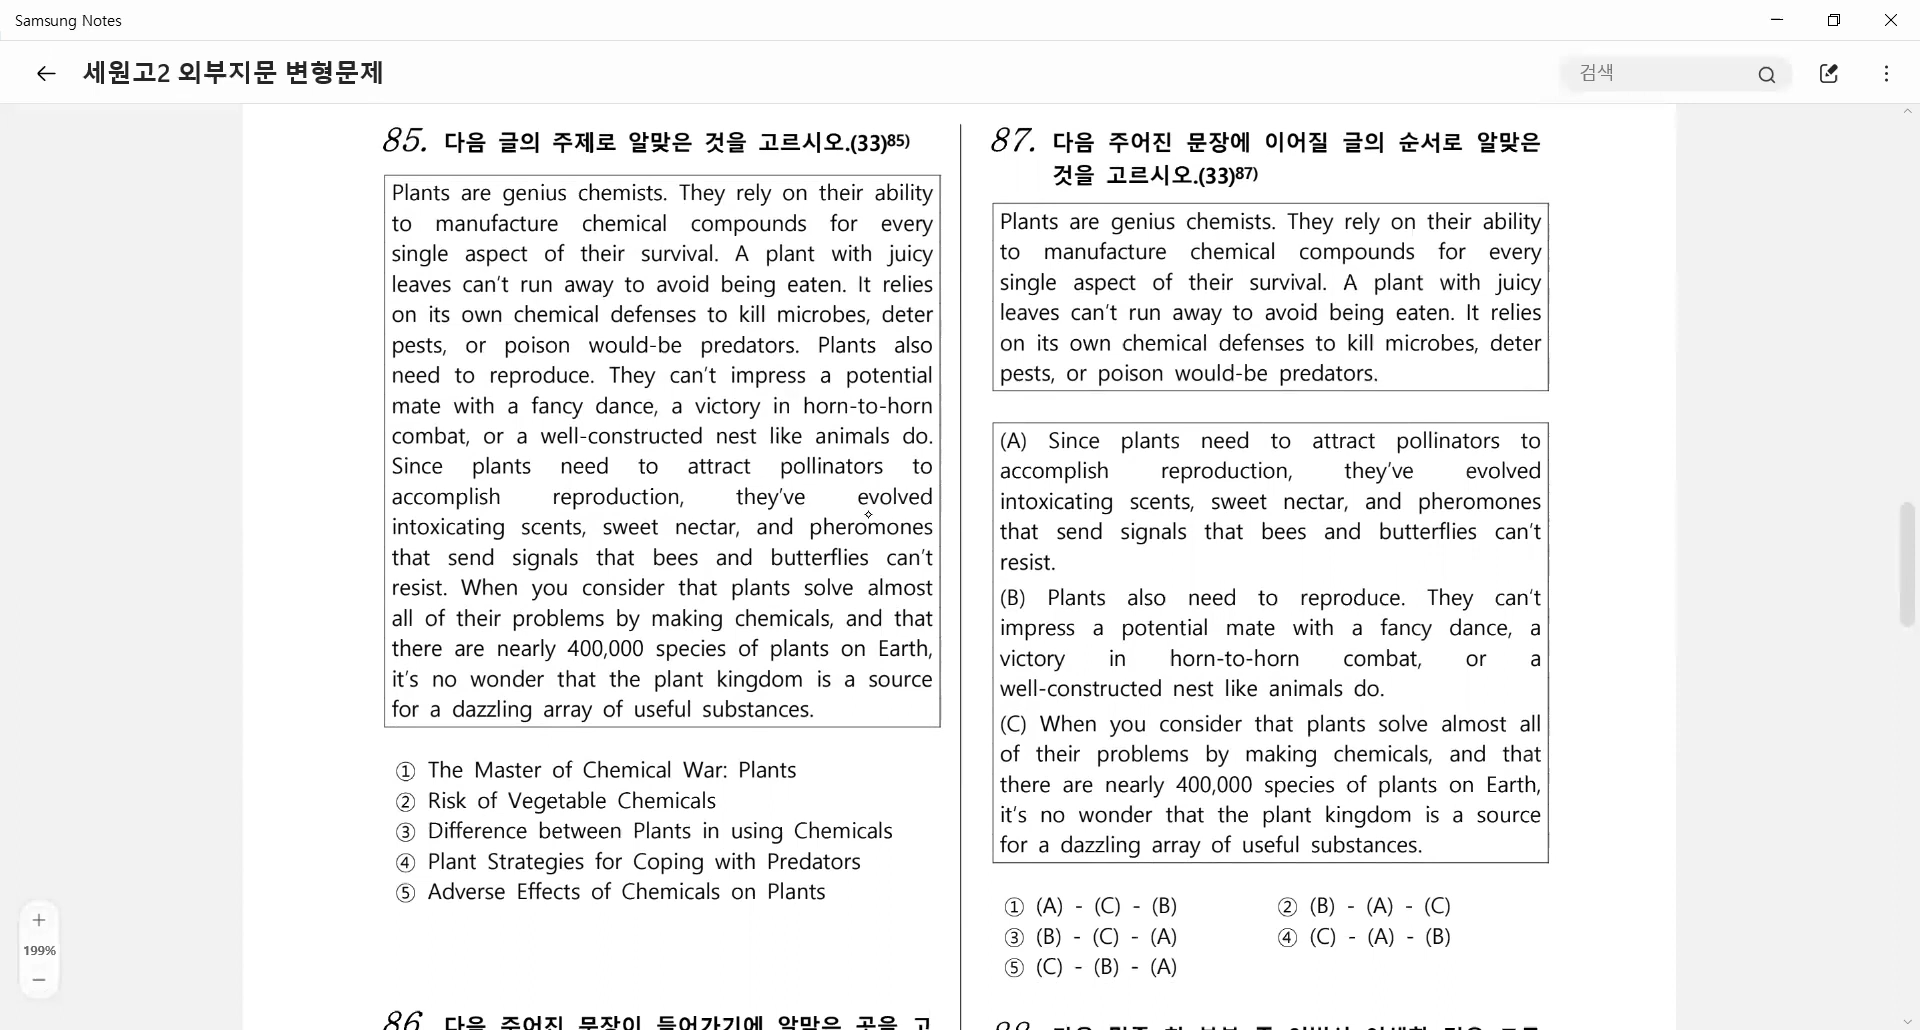 Samsung Notes
세원고2 외부지문 변형문제
검색
85. 다음 글의 주제로 알맞은 것을 고르시오.(33)85)
Plants are genius chemists. They rely on their ability
to manufacture chemical compounds for every
single aspect of their survival. A plant with juicy
leaves can't run away to avoid being eaten. It relies
on its own chemical defenses to kill microbes, deter
pests, or poison would-be predators. Plants also
need to reproduce. They can't impress a potential
mate with a fancy dance, a victory in horn-to-horn
combat, or a well-constructed nest like animals do.
Since plants need to attract pollinators to
accomplish reproduction, they've evolved
intoxicating scents, sweet nectar, and pheromones
that send signals that bees and butterflies can't
resist. When you consider that plants solve almost
all of their problems by making chemicals, and that
there are nearly 400,000 species of plants on Earth,
it's no wonder that the plant kingdom is a source
for a dazzling array of useful substances.
① The Master of Chemical War: Plants
② Risk of Vegetable Chemicals
③ Difference between Plants in using Chemicals
④ Plant Strategies for Coping with Predators
⑤ Adverse Effects of Chemicals on Plants
86. 다음 주어진 문장이 들어가기에 알맞은 곳을 고
87. 다음 주어진 문장에 이어질 글의 순서로 알맞은
것을 고르시오.(33)87)
Plants are genius chemists. They rely on their ability
to manufacture chemical compounds for every
single aspect of their survival. A plant with juicy
leaves can't run away to avoid being eaten. It relies
on its own chemical defenses to kill microbes, deter
pests, or poison would-be predators.
(A) Since plants need to attract pollinators to
accomplish reproduction, they've evolved
intoxicating scents, sweet nectar, and pheromones
that send signals that bees and butterflies can't
resist.
(B) Plants also need to reproduce. They can't
impress a potential mate with a fancy dance, a
victory in horn-to-horn combat, or a
well-constructed nest like animals do.
(C) When you consider that plants solve almost all
of their problems by making chemicals, and that
there are nearly 400,000 species of plants on Earth,
it's no wonder that the plant kingdom is a source
for a dazzling array of useful substances.
① (A) - (C) - (B) ② (B) - (A) - (C)
③ (B) - (C) - (A) ④ (C) - (A) - (B)
⑤ (C) - (B) - (A)
199%